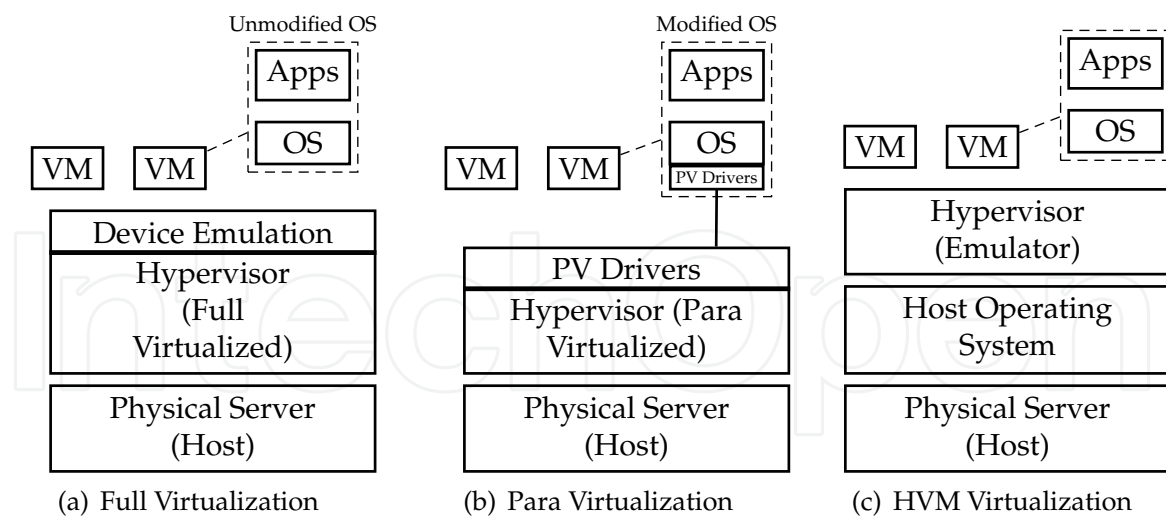 Unmodified OS
Apps
OS
VM
VM
Device Emulation
Hypervisor
(Full
Virtualized)
Physical Server
(Host)
(a) Full Virtualization
Modified OS
Apps
OS
PV Drivers
VM
VM
PV Drivers
Hypervisor (Para
Virtualized)
Physical Server
(Host)
(b) Para Virtualization
Apps
OS
VM
VM
Hypervisor
(Emulator)
Host Operating
System
Physical Server
(Host)
(c) HVM Virtualization
IntechOpen